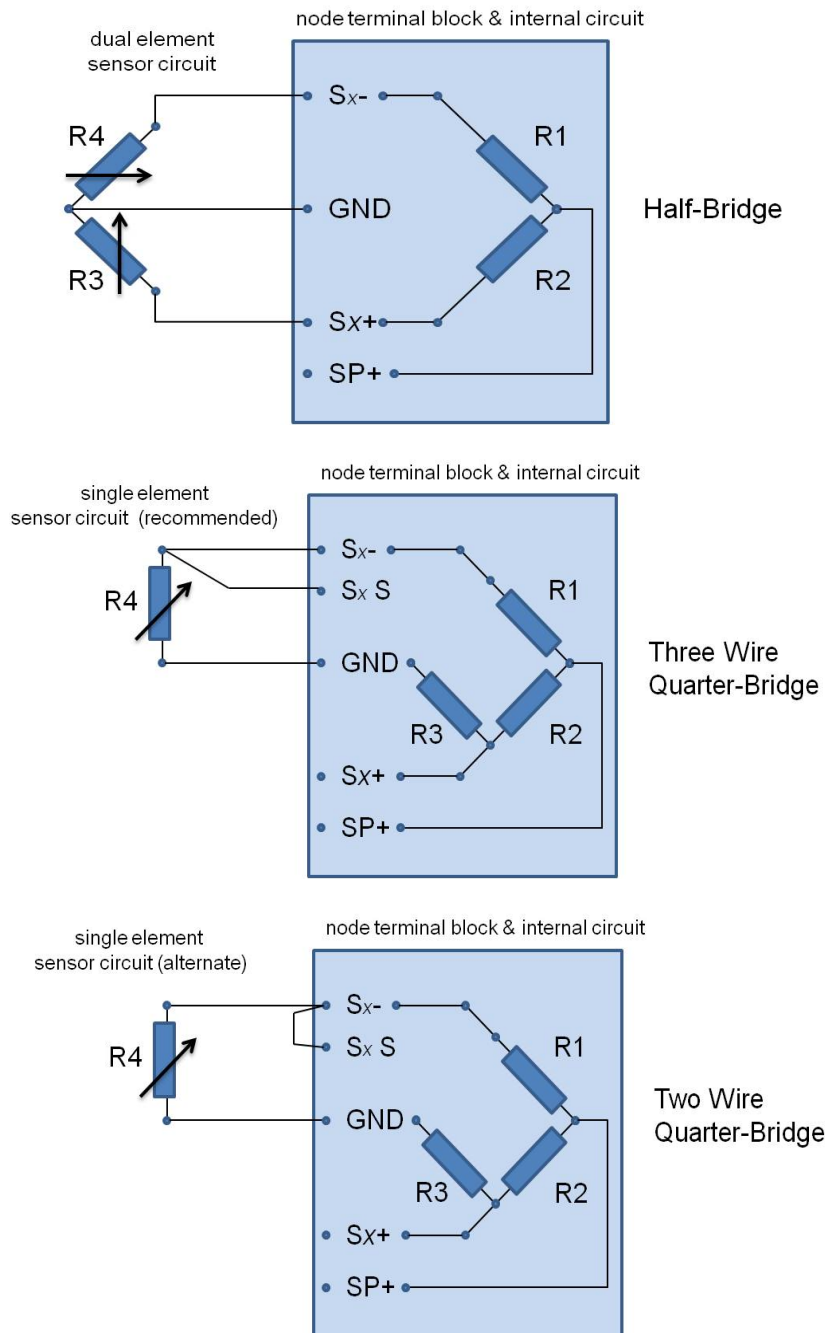 node terminal block & internal circuit
dual element
sensor circuit
Sx-
R4
R1
GND
Half-Bridge
R3
R2
Sx+
SP+
node terminal block & internal circuit
single element
sensor circuit (recommended)
Sx-
Sx S
R4
R1
GND
Three Wire
Quarter-Bridge
R3
R2
Sx+
SP+
node terminal block & internal circuit
single element
sensor circuit (alternate)
Sx-
Sx S
R4
R1
GND
Two Wire
Quarter-Bridge
R3
R2
Sx+
SP+